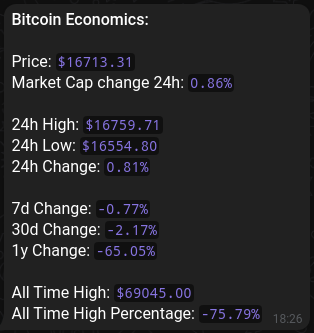 Bitcoin Economics:
Price: $16713.31
Market Cap change 24h: 0.86%
24h High: $16759.71
24h Low: $16554.80
24h Change: 0.81%
7d Change: -0.77%
30d Change: -2.17%
1y Change: -65.05%
All Time High: $69045.00
All Time High Percentage: -75.79%
18:26